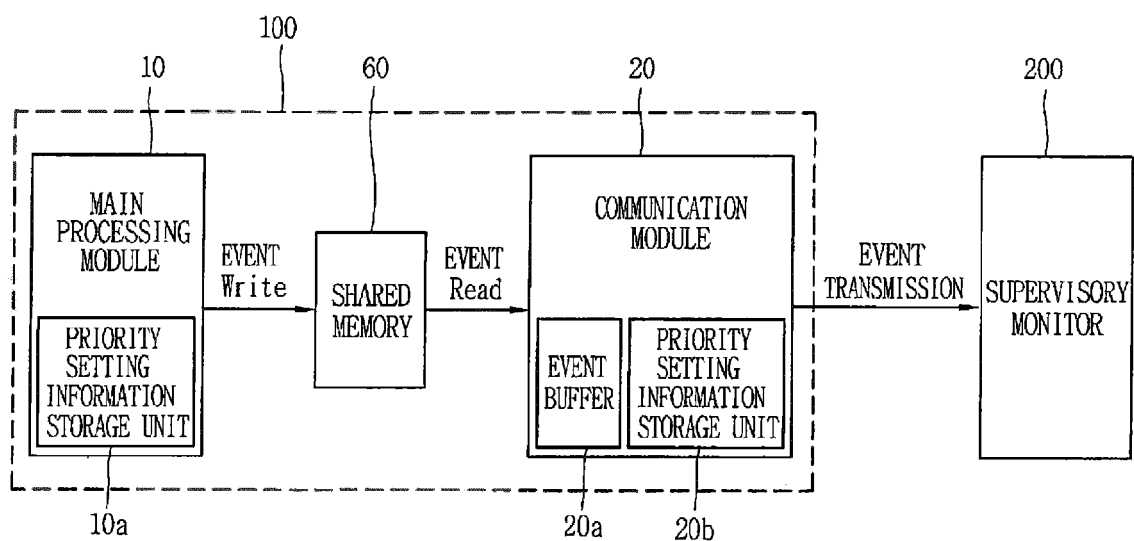 100
10
60
20
200
MAIN
PROCESSING
MODULE
EVENT
Write
SHARED
MEMORY
EVENT
Read
COMMUNICATION
MODULE
EVENT
TRANSMISSION
SUPERVISORY
MONITOR
PRIORITY
SETTING
INFORMATION
STORAGE UNIT
EVENT
BUFFER
PRIORITY
SETTING
INFORMATION
STORAGE UNIT
10a
20a
20b